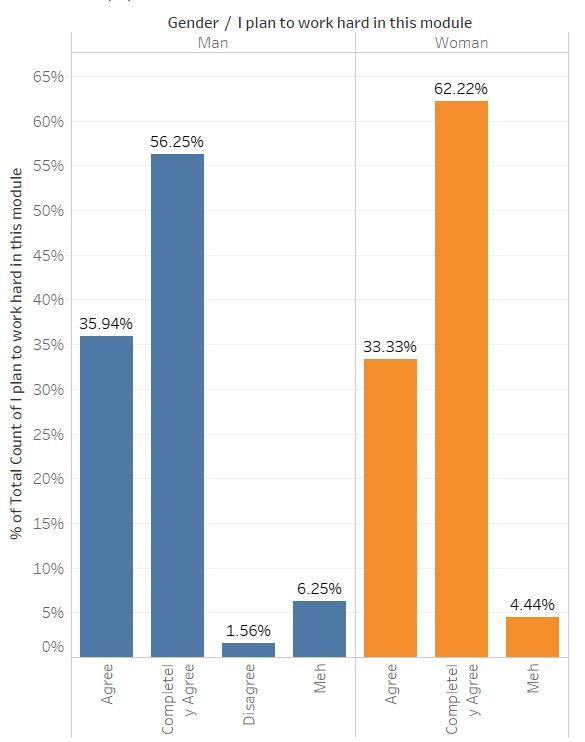 Gender / I plan to work hard in this module
Man
Woman
% of Total Count of I plan to work hard in this module
65%
60%
55%
50%
45%
40%
35%
30%
25%
20%
15%
10%
5%
0%
35.94%
56.25%
1.56%
6.25%
33.33%
62.22%
4.44%
Agree
Completel
y Agree
Disagree
Meh
Agree
Completel
y Agree
Meh